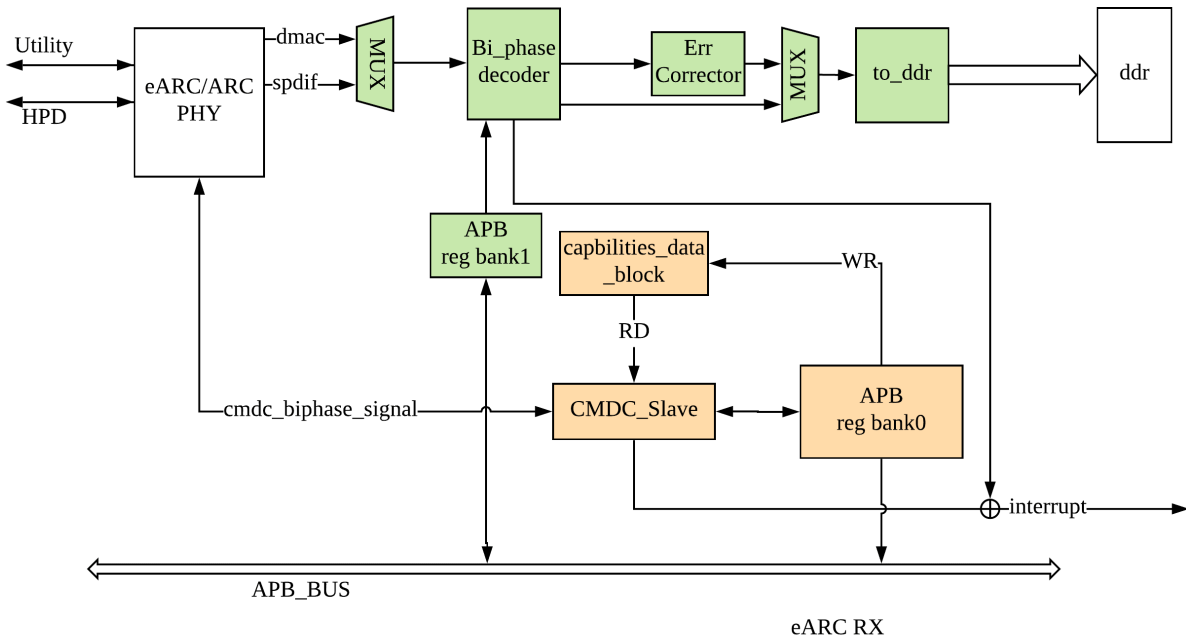 Utility
HPD
eARC/ARC
PHY
dmac
spdif
MUX
Bi_phase
decoder
Err
Corrector
MUX
to_ddr
ddr
APB
reg bank1
capbilities_data
_block
WR
RD
cmdc_biphase_signal
CMDC_Slave
APB
reg bank0
interrupt
APB_BUS
eARC RX